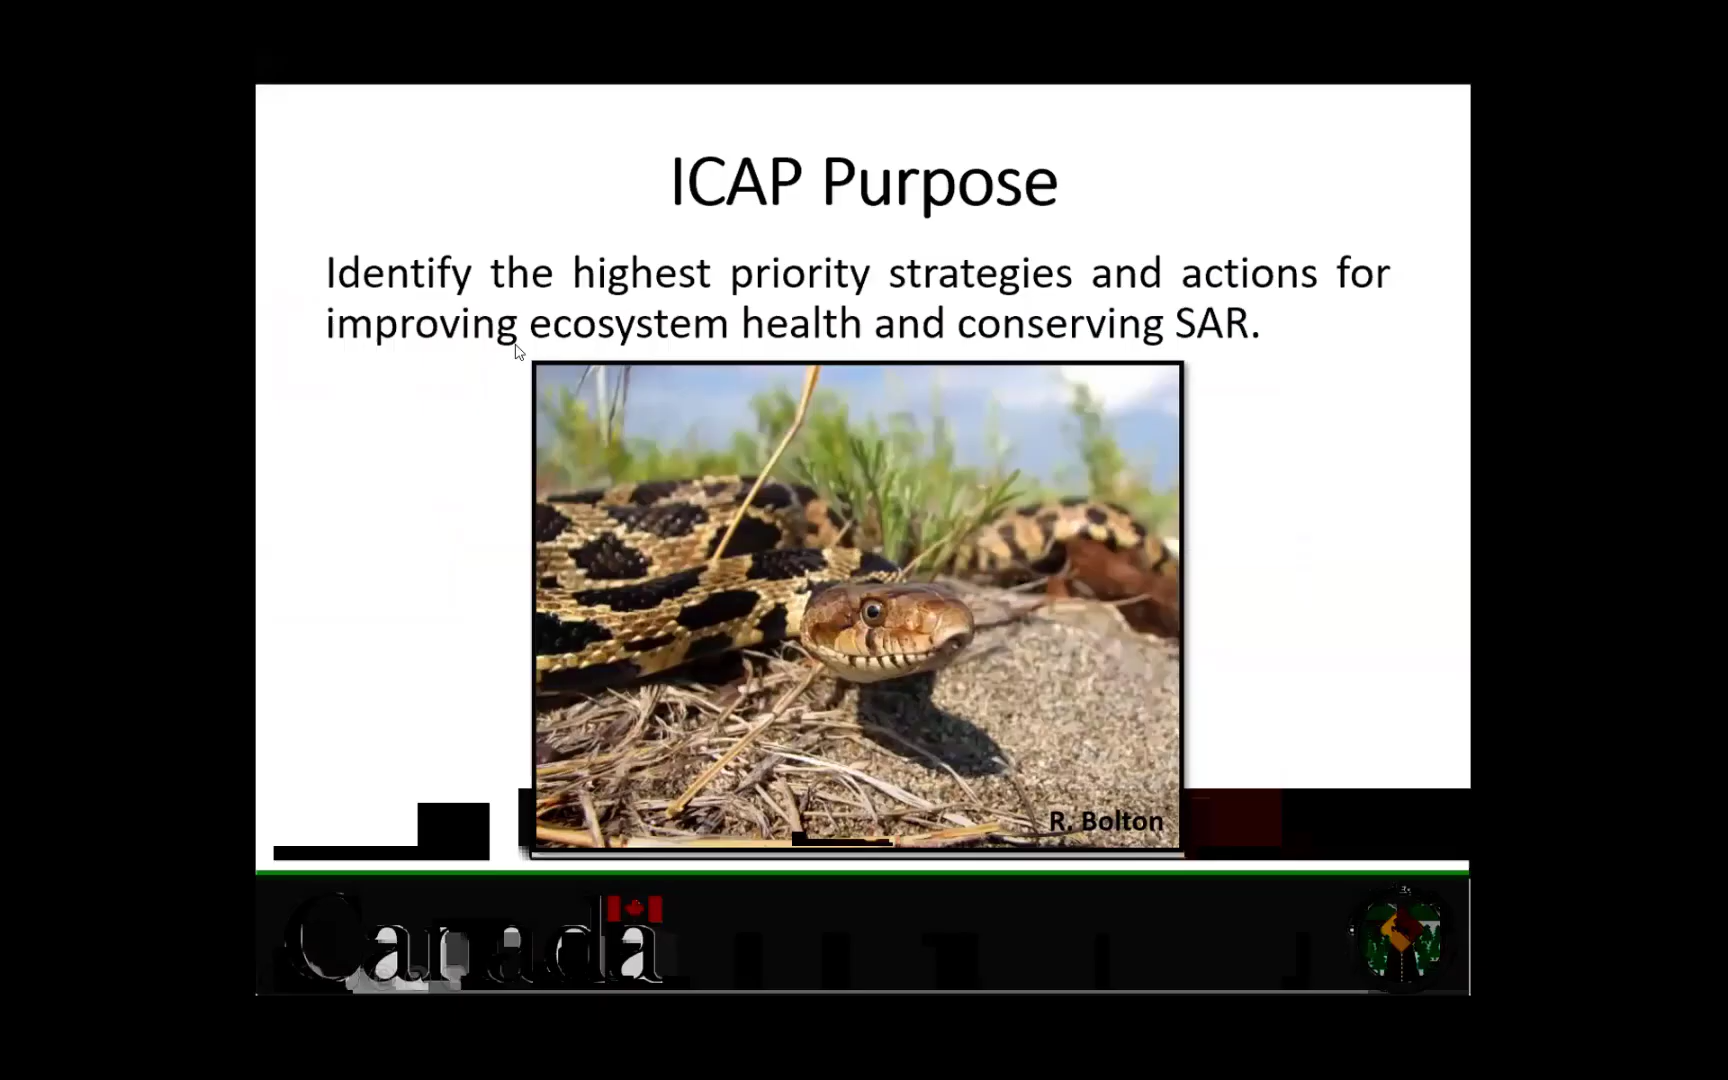 ICAP Purpose
Identify the highest priority strategies and actions for
improving ecosystem health and conserving SAR.
R. Bolton
Canada